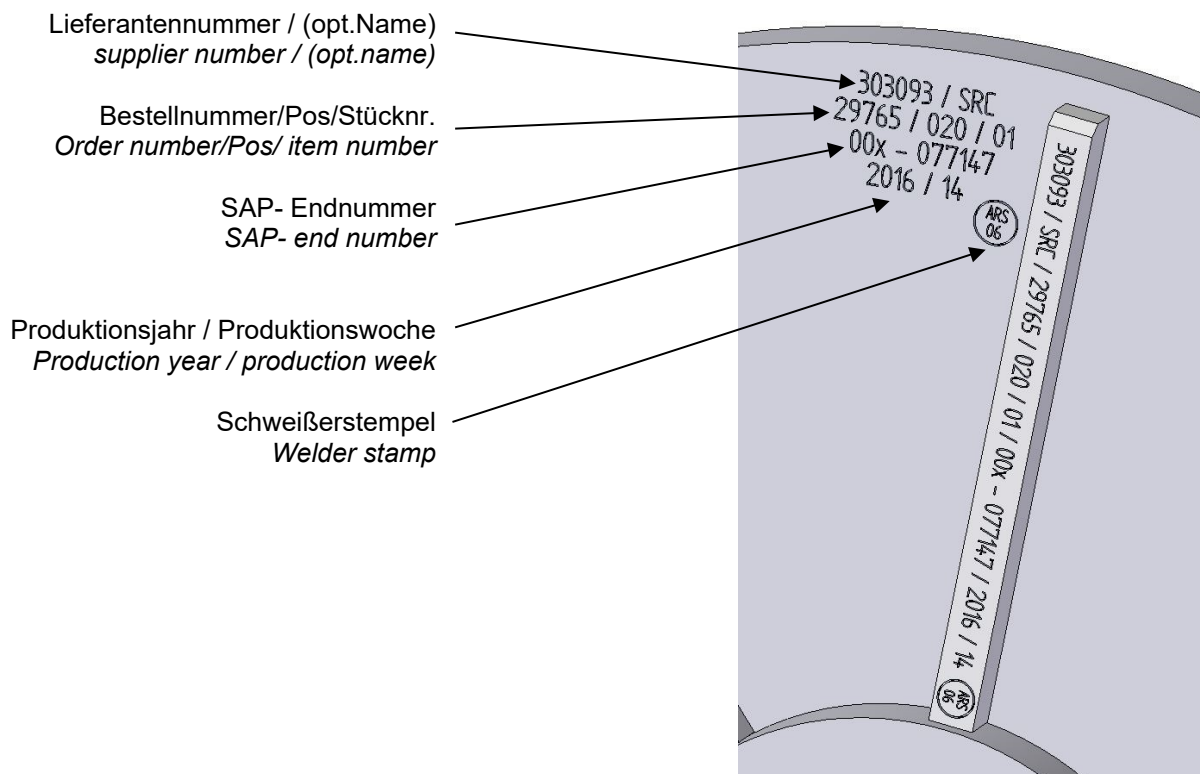 Lieferantennummer / (opt.Name)
supplier number / (opt.name)
Bestellnummer/Pos/Stücknr.
Order number/Pos/ item number
SAP- Endnummer
SAP- end number
Produktionsjahr / Produktionswoche
Production year / production week
Schweißerstempel
Welder stamp
303093 / SRC
29765 / 020 / 01
00x - 077147
2016 / 14
ARS
06
303093 / SRC / 29765 / 020 / 01 / 00x - 077147 / 2016 / 14
ARS
06